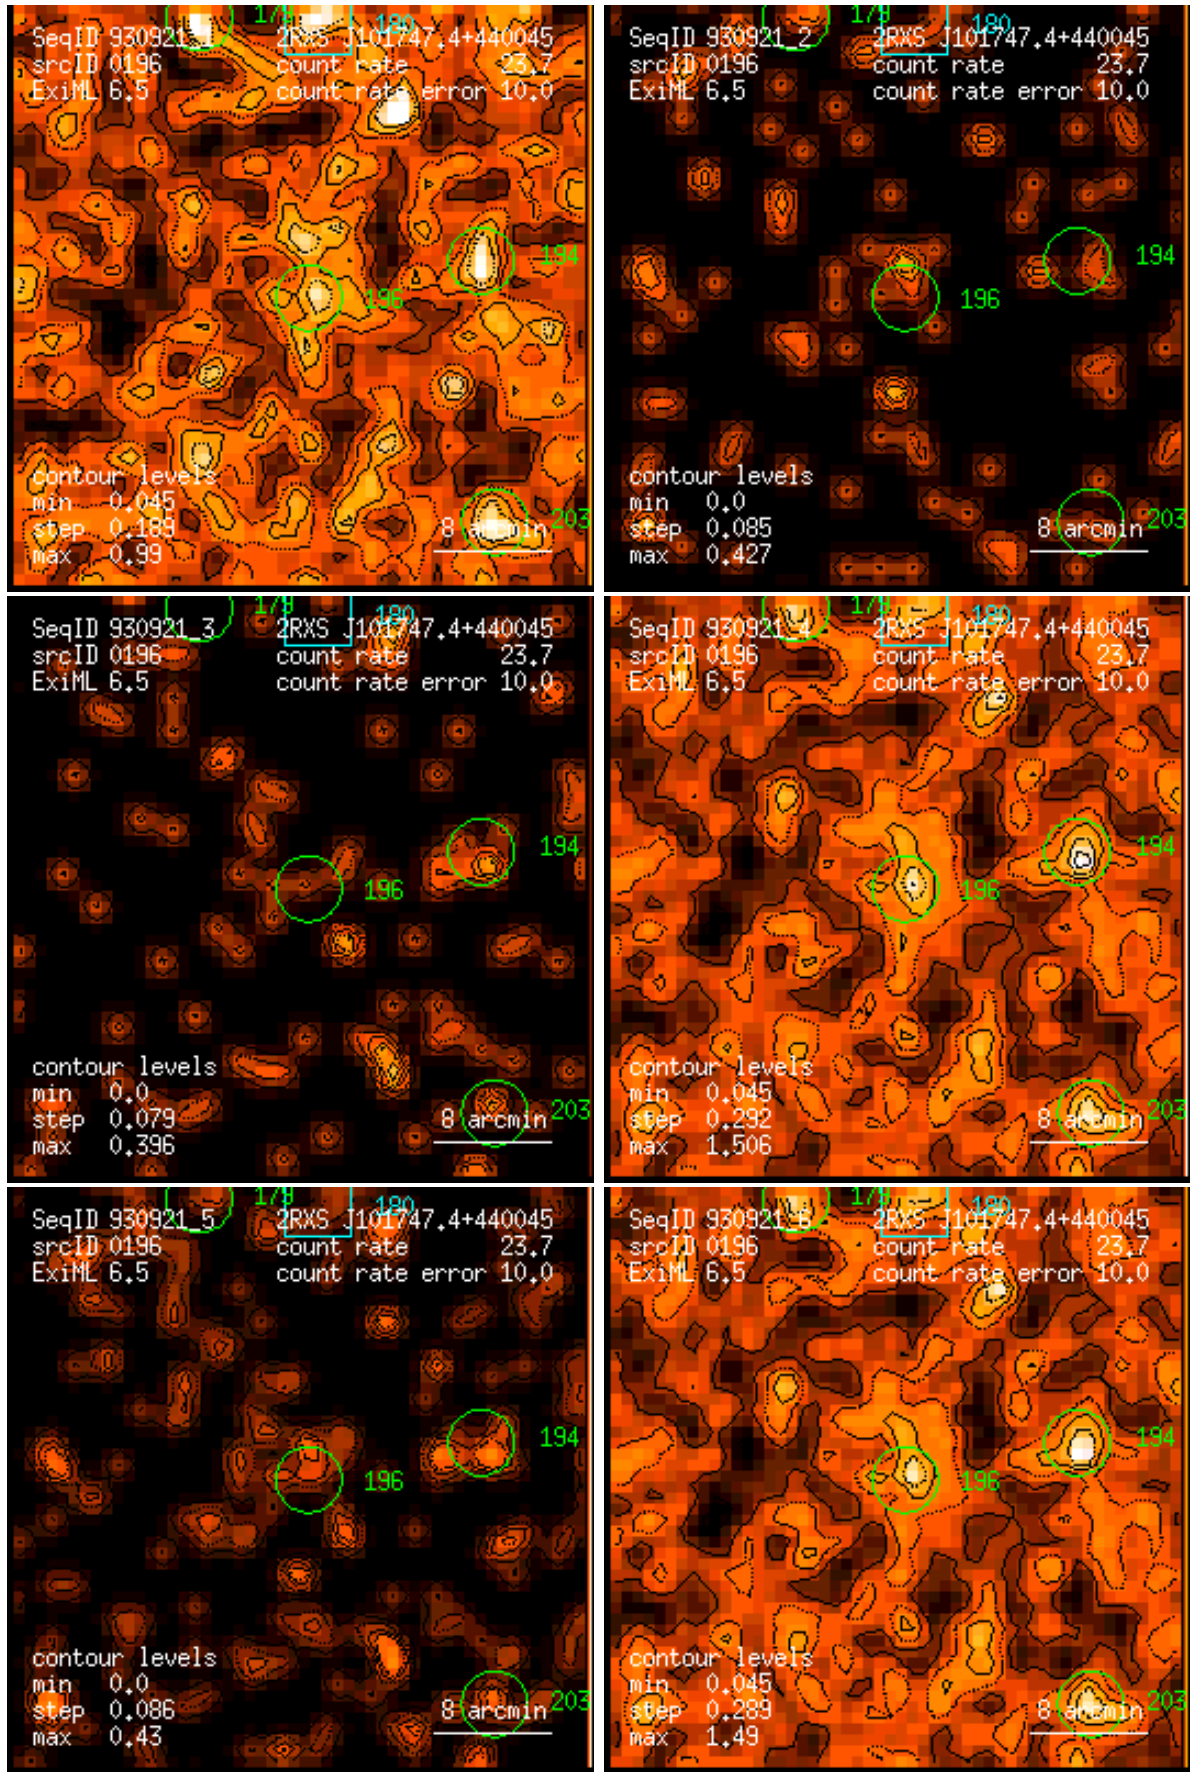 179 180
SeqID 930921_1 2RXS J101747.4+440045
srcID 0196 count rate 23.7
ExiML 6.5 count rate error 10.0
194
196
contour levels
min 0.045
step 0.189
max 0.99
8 arcmin 203
179 180
SeqID 930921_2 2RXS J101747.4+440045
srcID 0196 count rate 23.7
ExiML 6.5 count rate error 10.0
194
196
contour levels
min 0.0
step 0.085
max 0.427
8 arcmin 203
179 180
SeqID 930921_3 2RXS J101747.4+440045
srcID 0196 count rate 23.7
ExiML 6.5 count rate error 10.0
194
196
contour levels
min 0.0
step 0.079
max 0.396
8 arcmin 203
179 180
SeqID 930921_4 2RXS J101747.4+440045
srcID 0196 count rate 23.7
ExiML 6.5 count rate error 10.0
194
196
contour levels
min 0.045
step 0.292
max 1.506
8 arcmin 203
179 180
SeqID 930921_5 2RXS J101747.4+440045
srcID 0196 count rate 23.7
ExiML 6.5 count rate error 10.0
194
196
contour levels
min 0.0
step 0.086
max 0.43
8 arcmin 203
179 180
SeqID 930921_6 2RXS J101747.4+440045
srcID 0196 count rate 23.7
ExiML 6.5 count rate error 10.0
194
196
contour levels
min 0.045
step 0.289
max 1.49
8 arcmin 203